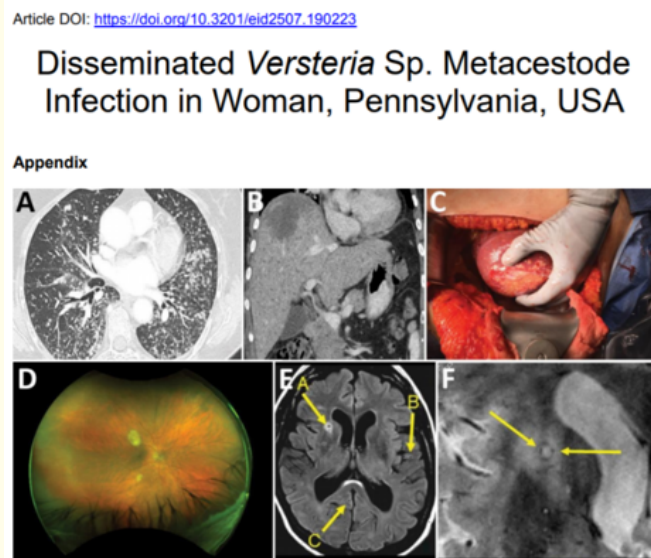 Article DOI: https://doi.org/10.3201/eid2507.190223
Disseminated Versteria Sp. Metacestode
Infection in Woman, Pennsylvania, USA
Appendix
A
B
C
D
E
F
A
B
C